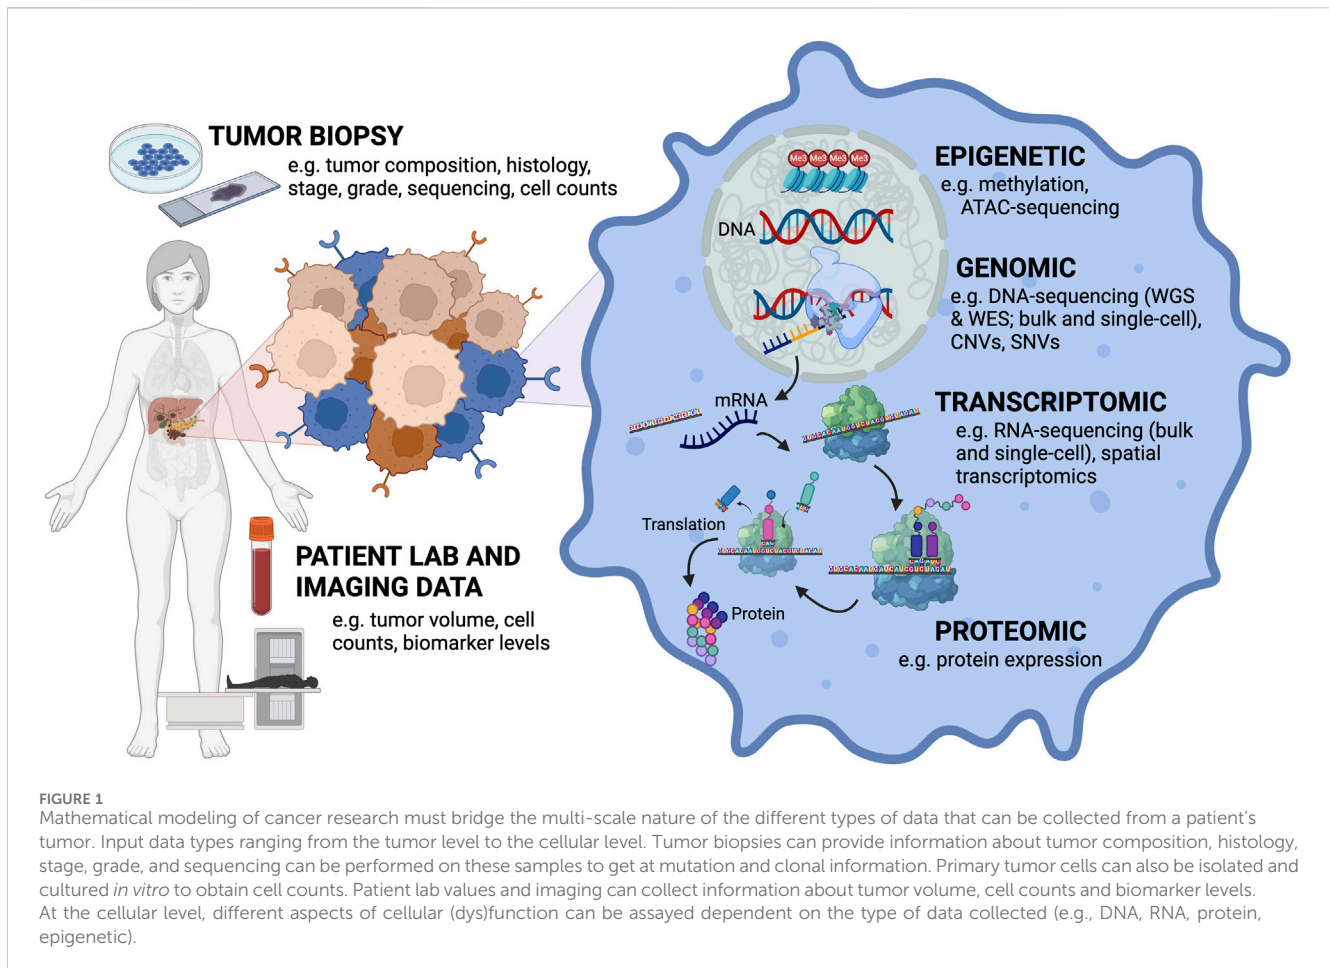 TUMOR BIOPSY
e.g. tumor composition, histology,
stage, grade, sequencing, cell counts
PATIENT LAB AND
IMAGING DATA
e.g. tumor volume, cell
counts, biomarker levels
Me3 Me3 Me3 Me3
DNA
EPIGENETIC
e.g. methylation,
ATAC-sequencing
GENOMIC
e.g. DNA-sequencing (WGS
& WES; bulk and single-cell),
CNVs, SNVs
mRNA
TRANSCRIPTOMIC
e.g. RNA-sequencing (bulk
and single-cell), spatial
transcriptomics
Translation
Protein
PROTEOMIC
e.g. protein expression
FIGURE 1
Mathematical modeling of cancer research must bridge the multi-scale nature of the different types of data that can be collected from a patient's
tumor. Input data types ranging from the tumor level to the cellular level. Tumor biopsies can provide information about tumor composition, histology,
stage, grade, and sequencing can be performed on these samples to get at mutation and clonal information. Primary tumor cells can also be isolated and
cultured in vitro to obtain cell counts. Patient lab values and imaging can collect information about tumor volume, cell counts and biomarker levels.
At the cellular level, different aspects of cellular (dys)function can be assayed dependent on the type of data collected (e.g., DNA, RNA, protein,
epigenetic).